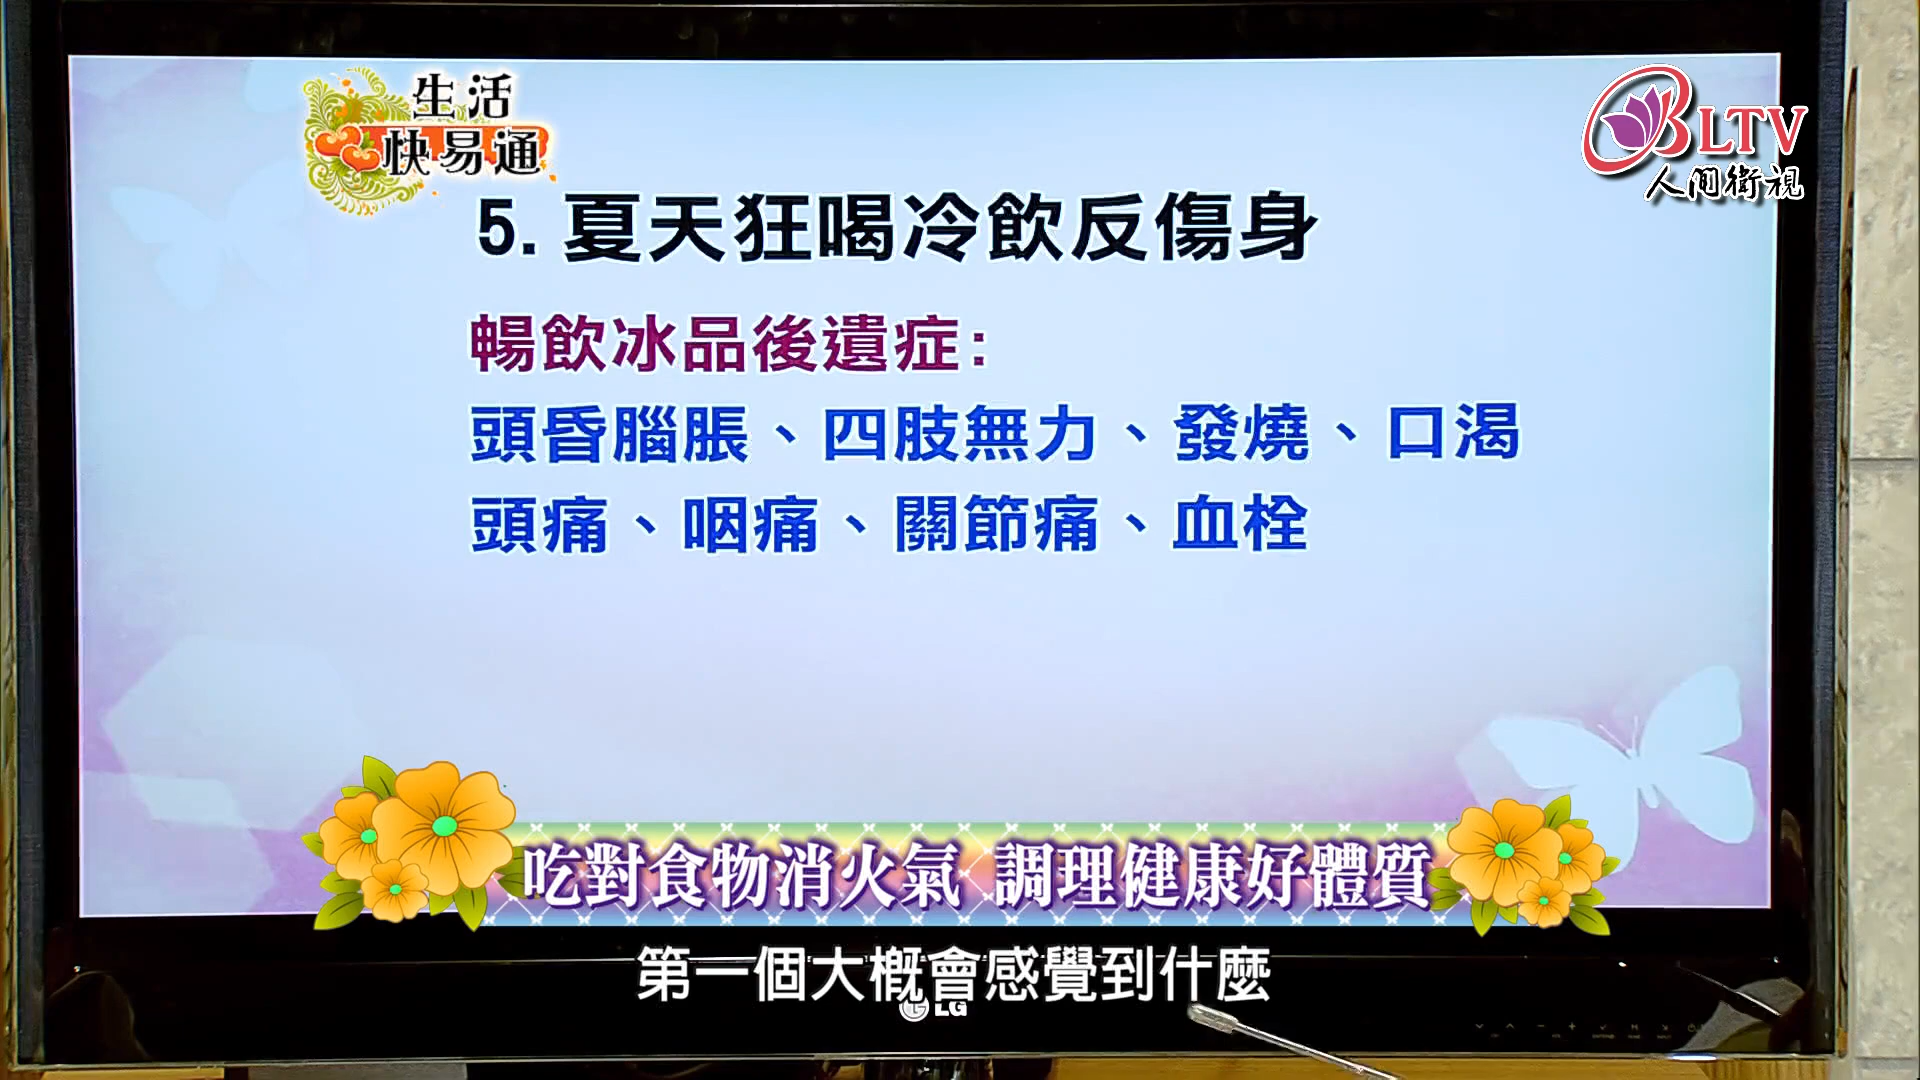 生活
快易通
BLTV
人間衛視
5. 夏天狂喝冷飲反傷身
暢飲冰品後遺症:
頭昏腦脹、四肢無力、發燒、口渴
頭痛、咽痛、關節痛、血栓
吃對食物消火氣 調理健康好體質
第一個大概會感覺到什麼
LG